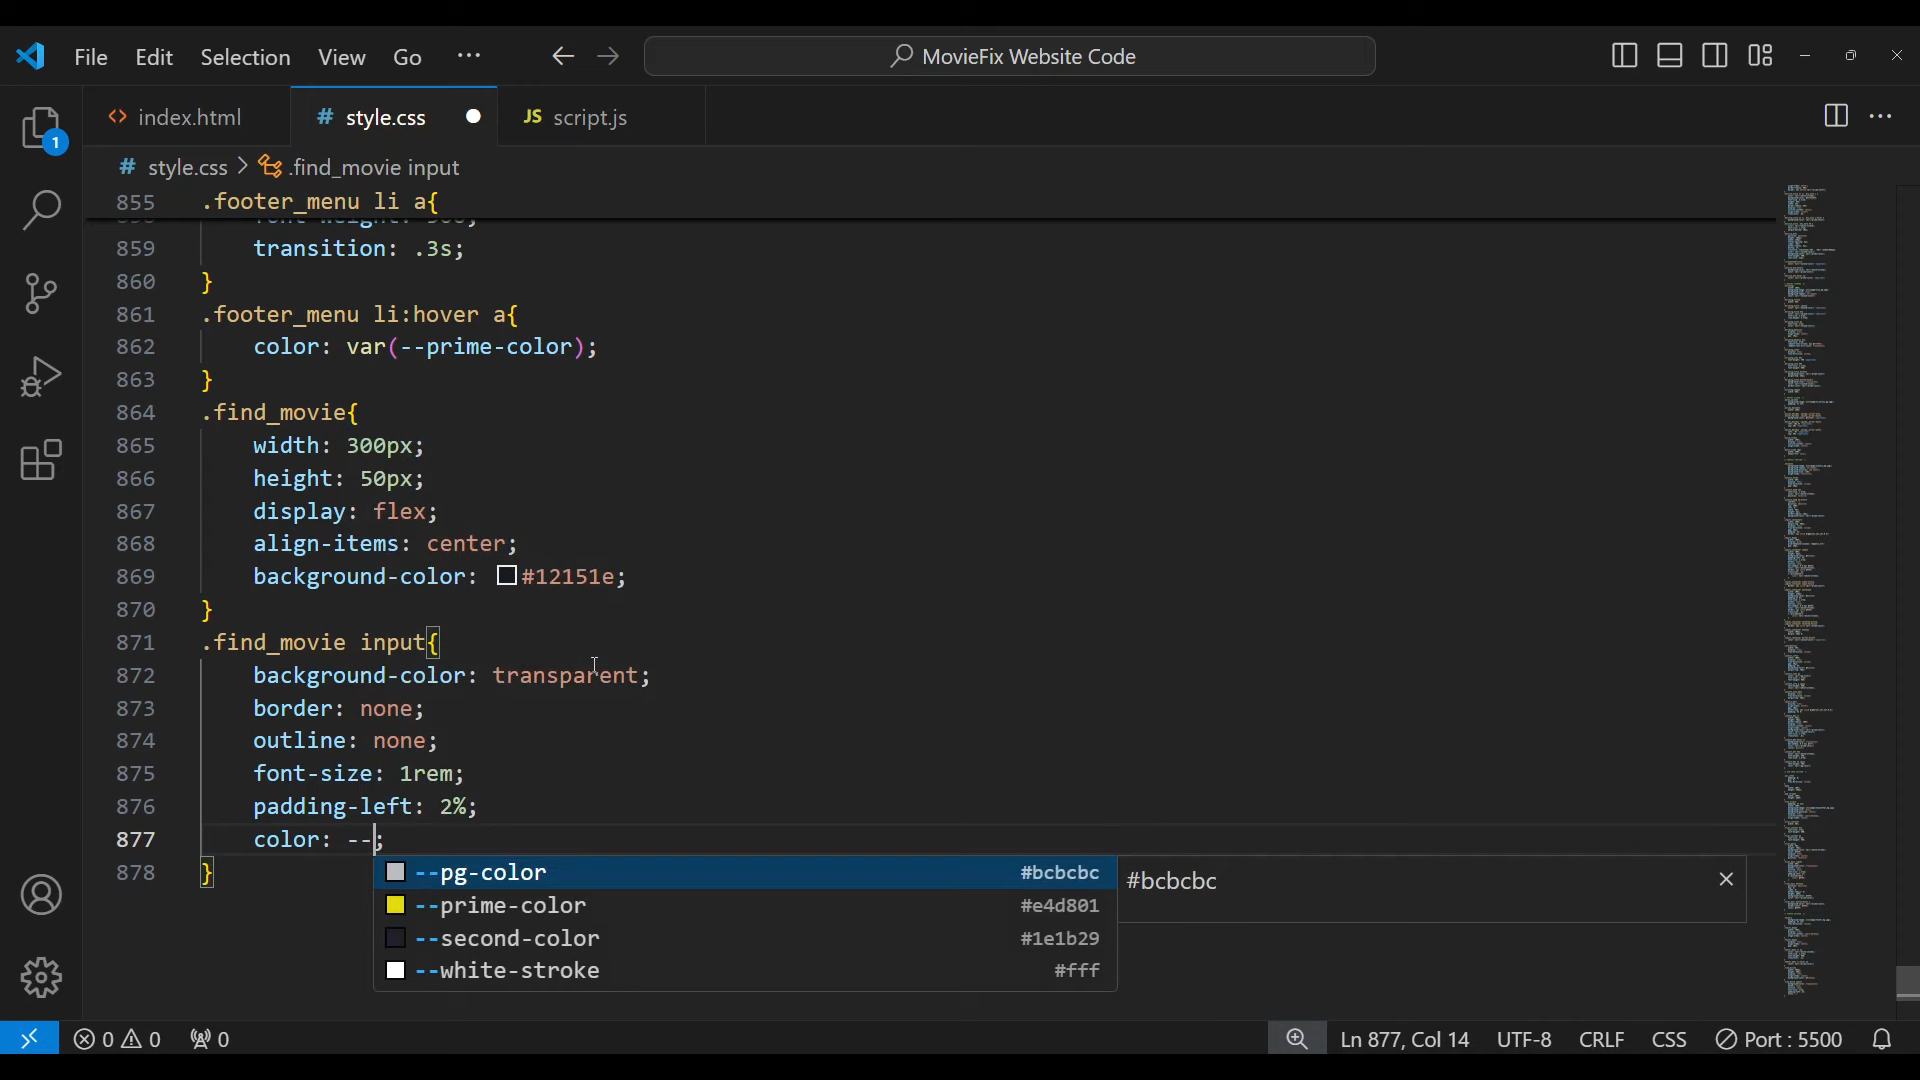 File Edit Selection View Go ··· MovieFix Website Code
index.html # style.css JS script.js
1
# style.css > .find_movie input
855 .footer_menu li a{
859 transition: .3s;
860 }
861 .footer_menu li:hover a{
862 color: var(--prime-color);
863 }
864 .find_movie{
865 width: 300px;
866 height: 50px;
867 display: flex;
868 align-items: center;
869 background-color: #12151e;
870 }
871 .find_movie input{
872 background-color: transparent;
873 border: none;
874 outline: none;
875 font-size: 1rem;
876 padding-left: 2%;
877 color: --;
878 }
--pg-color #bcbcbc #bcbcbc
--prime-color #e4d801
--second-color #1e1b29
--white-stroke #fff
0 0 0 Ln 877, Col 14 UTF-8 CRLF CSS Port : 5500